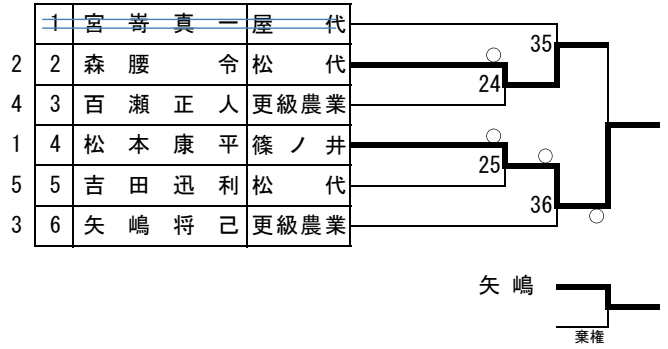 1 宮嵜真一 屋代
35
2 2 森腰令 松代
24
4 3 百瀬正人 更級農業
1 4 松本康平 篠ノ井
25
5 5 吉田迅利 松代
36
3 6 矢嶋将己 更級農業
矢嶋
棄権